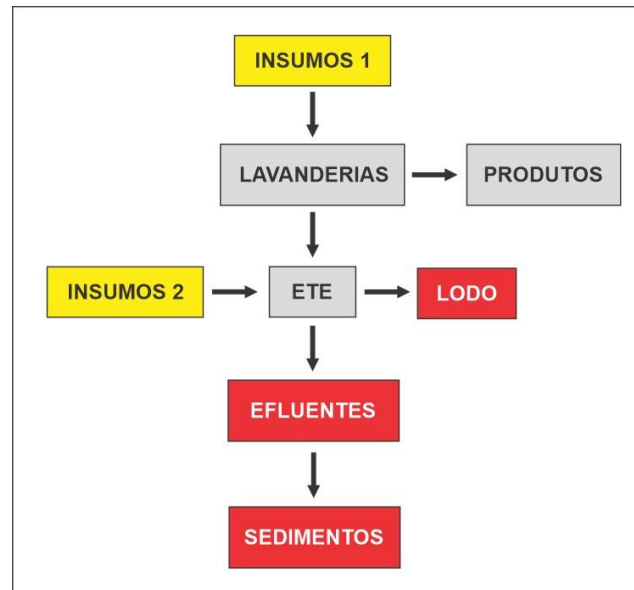 INSUMOS 1
LAVANDERIAS
PRODUTOS
INSUMOS 2
ETE
LODO
EFLUENTES
SEDIMENTOS